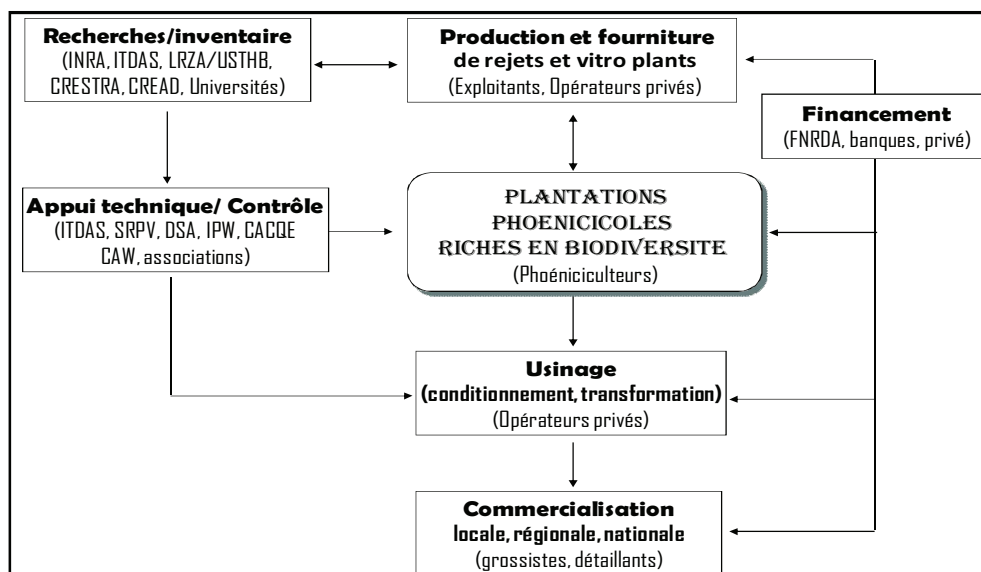 Recherches/inventaire
(INRA, ITDAS, LRZA/USTHB,
CRESTRA, CREAD, Universités)
Production et fourniture
de rejets et vitro plants
(Exploitants, Opérateurs privés)
Financement
(FNRDA, banques, privé)
Appui technique/ Contrôle
(ITDAS, SRPV, DSA, IPW, CACQE
CAW, associations)
PLANTATIONS
PHOENICICOLES
RICHES EN BIODIVERSITE
(Phoéniciculteurs)
Usinage
(conditionnement, transformation)
(Opérateurs privés)
Commercialisation
locale, régionale, nationale
(grossistes, détaillants)